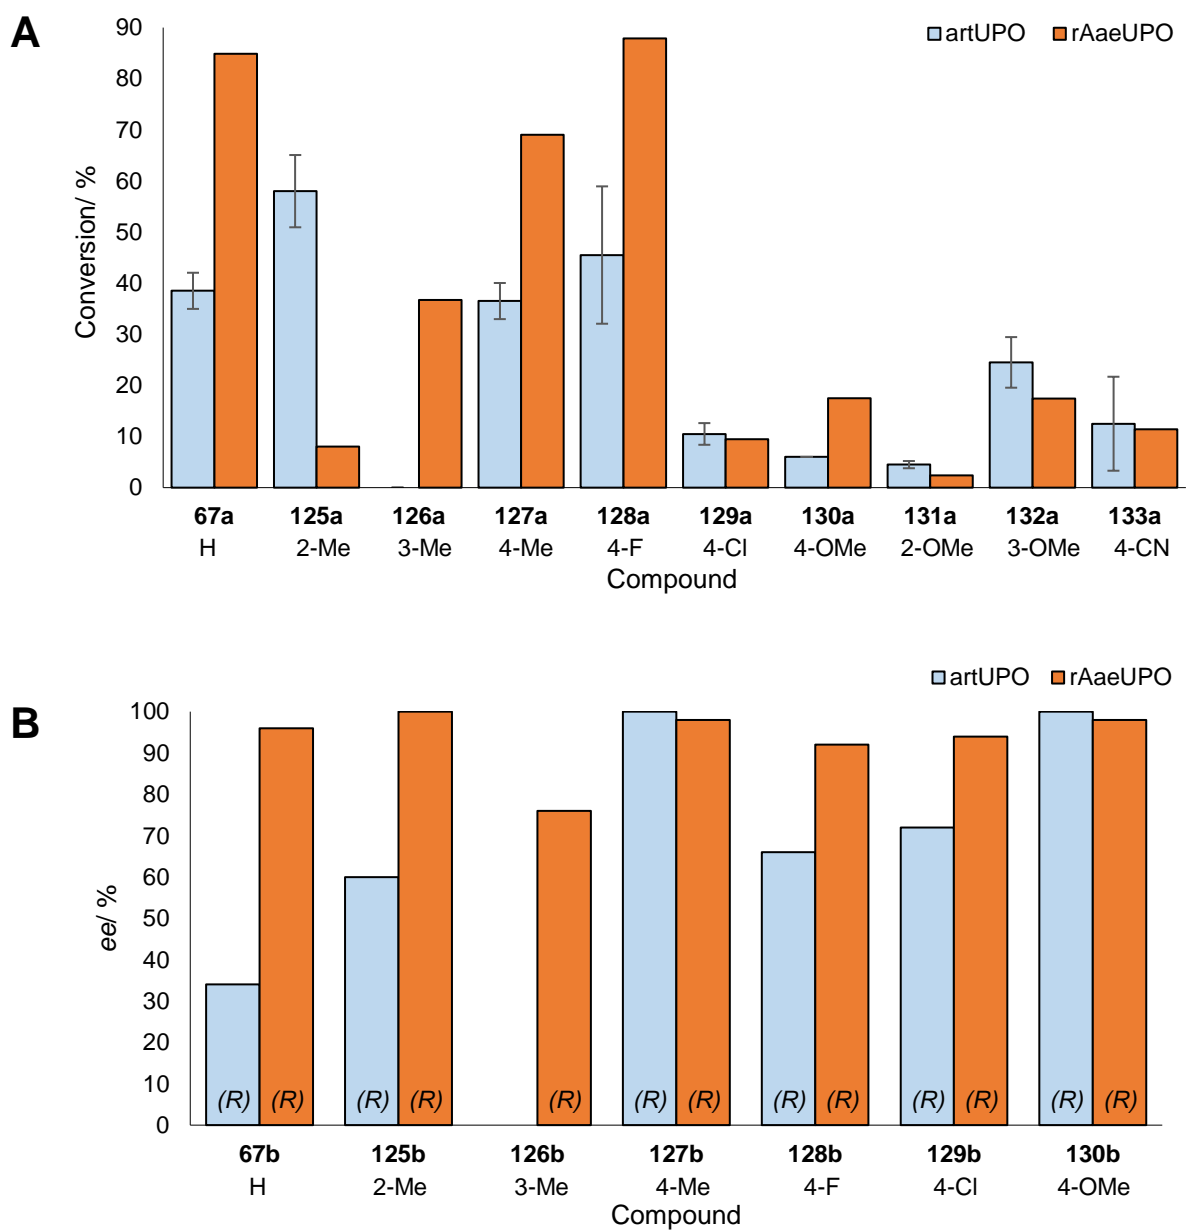 A
artUPO rAaeUPO
Conversion/ %
90
80
70
60
50
40
30
20
10
0
67a 125a 126a 127a 128a 129a 130a 131a 132a 133a
H 2-Me 3-Me 4-Me 4-F 4-Cl 4-OMe 2-OMe 3-OMe 4-CN
Compound
artUPO rAaeUPO
B
ee/ %
100
90
80
70
60
50
40
30
20
10
0
(R) (R) (R) (R) (R) (R) (R) (R) (R) (R) (R) (R) (R)
67b 125b 126b 127b 128b 129b 130b
H 2-Me 3-Me 4-Me 4-F 4-Cl 4-OMe
Compound